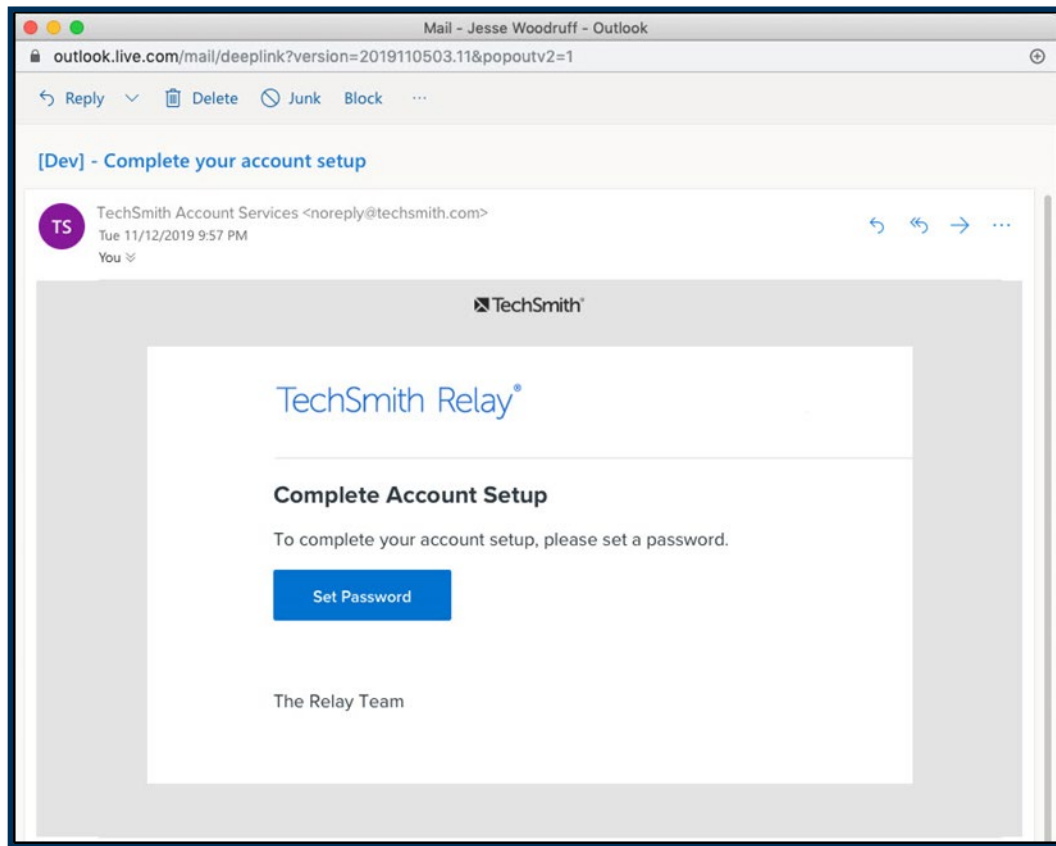 Mail - Jesse Woodruff - Outlook
outlook.live.com/mail/deeplink?version=2019110503.11&popoutv2=1
Reply Delete Junk Block ...
[Dev] - Complete your account setup
TS
TechSmith Account Services <noreply@techsmith.com>
Tue 11/12/2019 9:57 PM
You
TechSmith®
TechSmith Relay®
Complete Account Setup
To complete your account setup, please set a password.
Set Password
The Relay Team